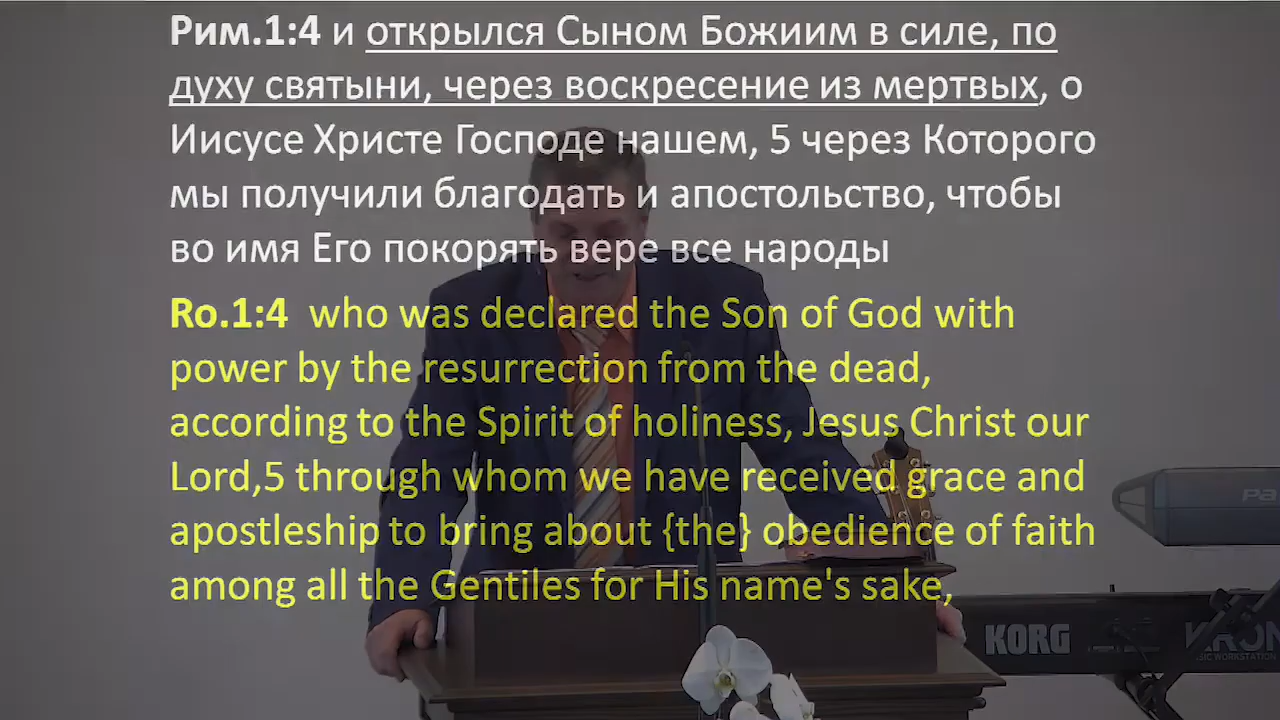 Рим.1:4 и открылся Сыном Божиим в силе, по
духу святыни, через воскресение из мертвых, о
Иисусе Христе Господе нашем, 5 через Которого
мы получили благодать и апостольство, чтобы
во имя Его покорять вере все народы
Ro.1:4 who was declared the Son of God with
power by the resurrection from the dead,
according to the Spirit of holiness, Jesus Christ our
Lord,5 through whom we have received grace and
apostleship to bring about {the} obedience of faith
among all the Gentiles for His name's sake,
KORG